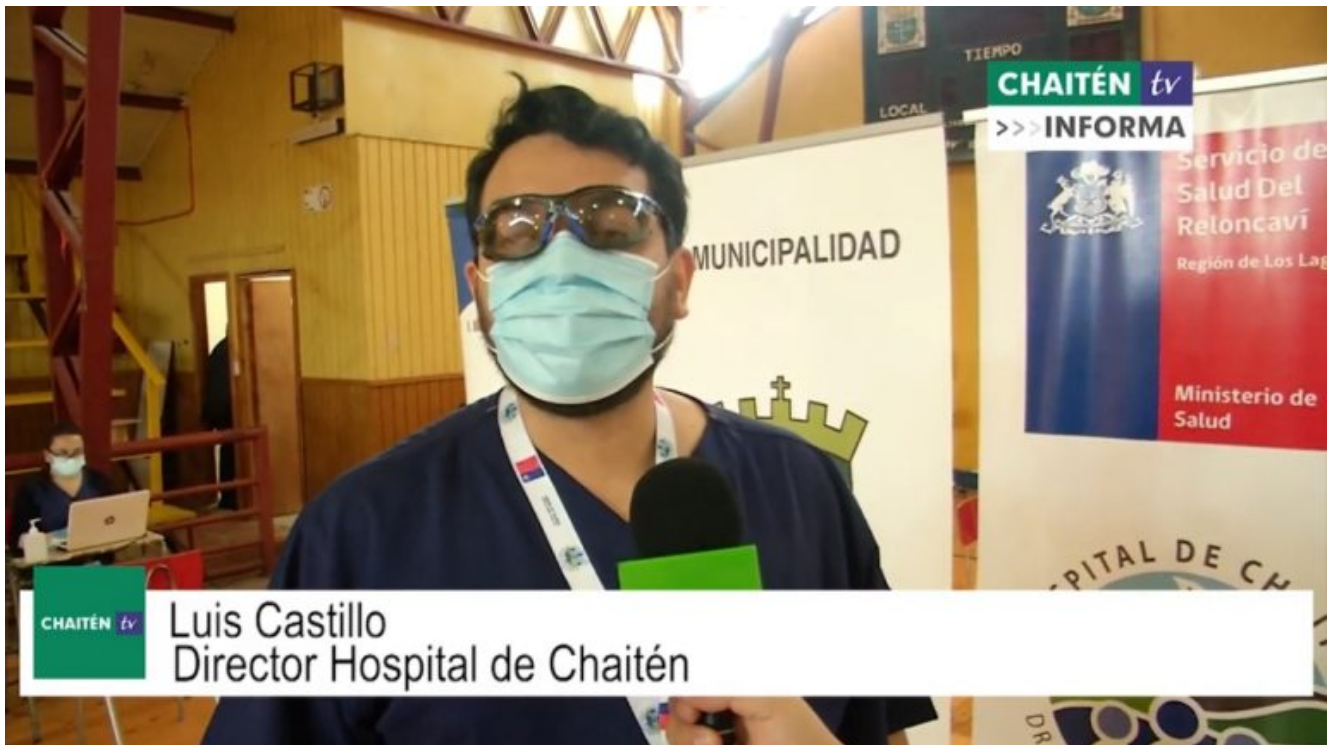 TIEMPO
LOCAL
CHAITÉN tv
>>>INFORMA
Servicio de
Salud Del
Reloncaví
Región de Los Lag
MUNICIPALIDAD
Ministerio de
Salud
PITAL DE CH
DR
CHAITÉN tv
Luis Castillo
Director Hospital de Chaitén